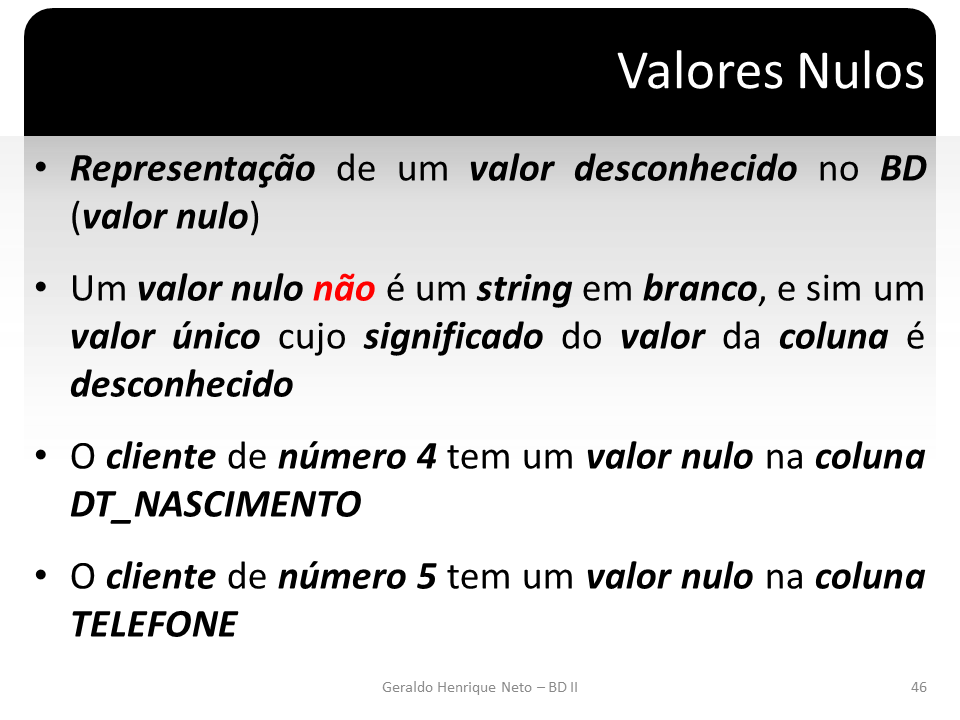 Valores Nulos
• Representação de um valor desconhecido no BD
(valor nulo)
• Um valor nulo não é um string em branco, e sim um
valor único cujo significado do valor da coluna é
desconhecido
• O cliente de número 4 tem um valor nulo na coluna
DT_NASCIMENTO
• O cliente de número 5 tem um valor nulo na coluna
TELEFONE
Geraldo Henrique Neto – BD II
46